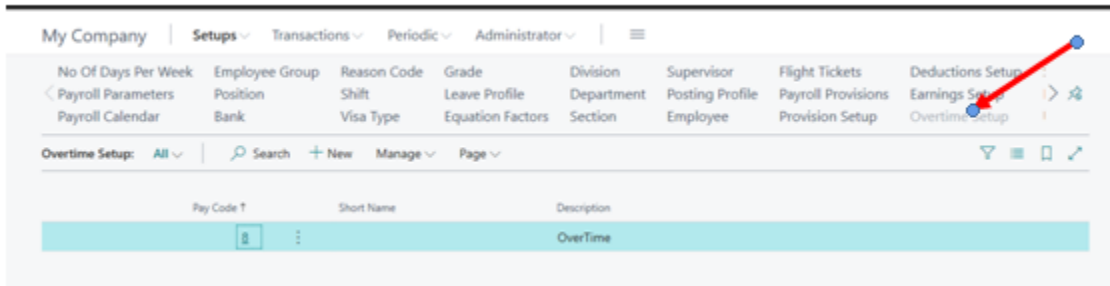 My Company Setups Transactions Periodic Administrator
No Of Days Per Week Employee Group Reason Code Grade Division Supervisor Flight Tickets Deductions Setup
Payroll Parameters Position Shift Leave Profile Department Posting Profile Payroll Provisions Earnings Setup
Payroll Calendar Bank Visa Type Equation Factors Section Employee Provision Setup Overtime Setup
Overtime Setup: All Search + New Manage Page
Pay Code ↑ Short Name Description
8 OverTime